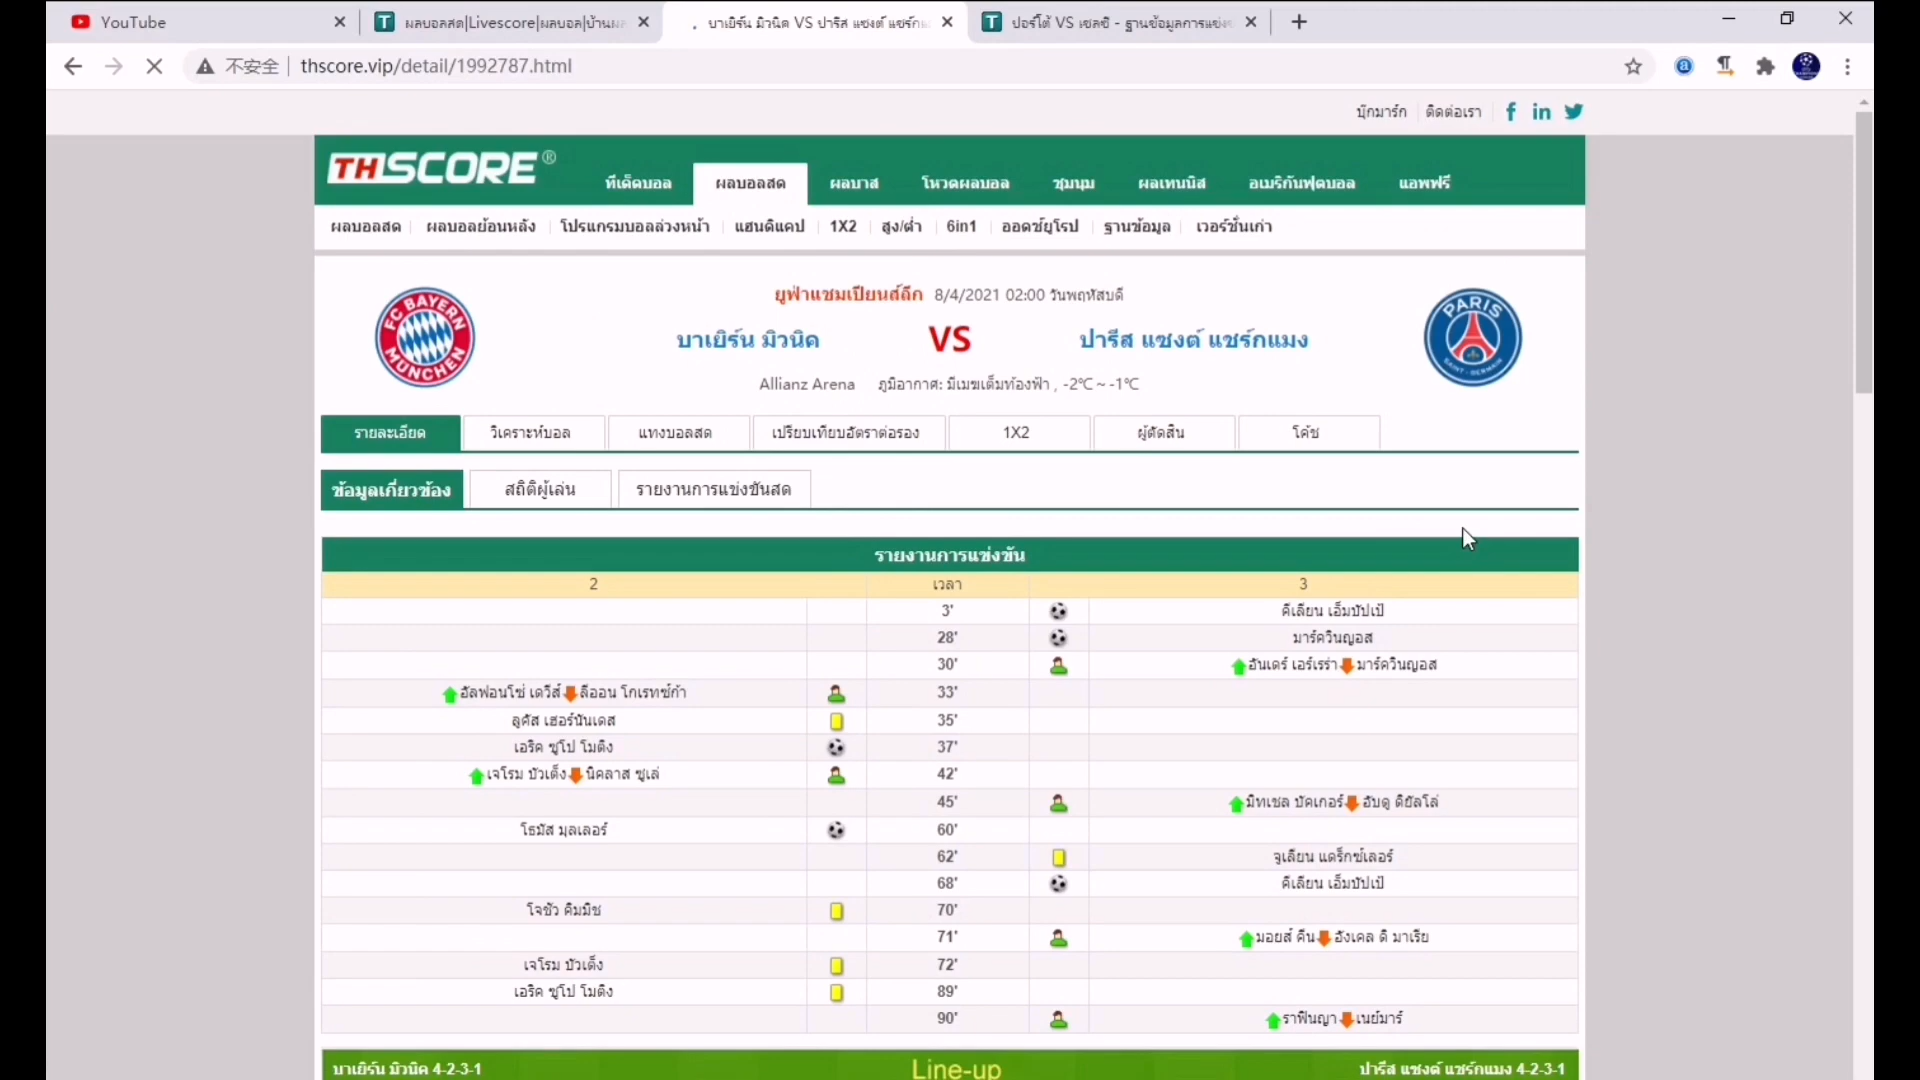 YouTube
ผลบอลสด|Livescore|ผลบอล|บ้านผล
บาเยิร์น มิวนิค VS ปารีส แซงต์ แชร์ก
ปอร์โต้ VS เชลซี - ฐานข้อมูลการแข่ง
不安全
thscore.vip/detail/1992787.html
บุ๊กมาร์ก
ติดต่อเรา
THSCORE®
ทีเด็ดบอล
ผลบอลสด
ผลบาส
โหวตผลบอล
ชุมนุม
ผลเทนนิส
อเมริกันฟุตบอล
แอพฟรี
ผลบอลสด
ผลบอลย้อนหลัง
โปรแกรมบอลล่วงหน้า
แฮนดิแคป
1X2
สูง/ต่ำ
6in1
ออดซ์ยุโรป
ฐานข้อมูล
เวอร์ชั่นเก่า
FC BAYERN MÜNCHEN
ยูฟ่าแชมเปียนส์ลีก 8/4/2021 02:00 วันพฤหัสบดี
บาเยิร์น มิวนิค VS ปารีส แซงต์ แชร์กแมง
Allianz Arena ภูมิอากาศ: มีเมฆเต็มท้องฟ้า , -2℃ ~ -1℃
PARIS SAINT-GERMAIN
รายละเอียด
วิเคราะห์บอล
แทงบอลสด
เปรียบเทียบอัตราต่อรอง
1X2
ผู้ตัดสิน
โค้ช
ข้อมูลเกี่ยวข้อง
สถิติผู้เล่น
รายงานการแข่งขันสด
รายงานการแข่งขัน
2 เวลา 3
3' คีเลียน เอ็มบัปเป้
28' มาร์ควินญอส
30' อันเดร์ เอร์เรร่า มาร์ควินญอส
อัลฟอนโซ่ เดวีส์ ลีออน โกเรทซ์ก้า 33'
ลูคัส เฮอร์นันเดส 35'
เอริค ชูโป โมติง 37'
เจโรม บัวเต็ง นิคลาส ซูเล่ 42'
45' มิทเชล บัคเกอร์ อับดู ดิยัลโล่
โธมัส มุลเลอร์ 60'
62' จูเลียน แดร็กซ์เลอร์
68' คีเลียน เอ็มบัปเป้
โจชัว คิมมิช 70'
71' มอยส์ คีน อังเคล ดิ มาเรีย
เจโรม บัวเต็ง 72'
เอริค ชูโป โมติง 89'
90' ราฟินญา เนย์มาร์
บาเยิร์น มิวนิค 4-2-3-1 Line-up ปารีส แซงต์ แชร์กแมง 4-2-3-1